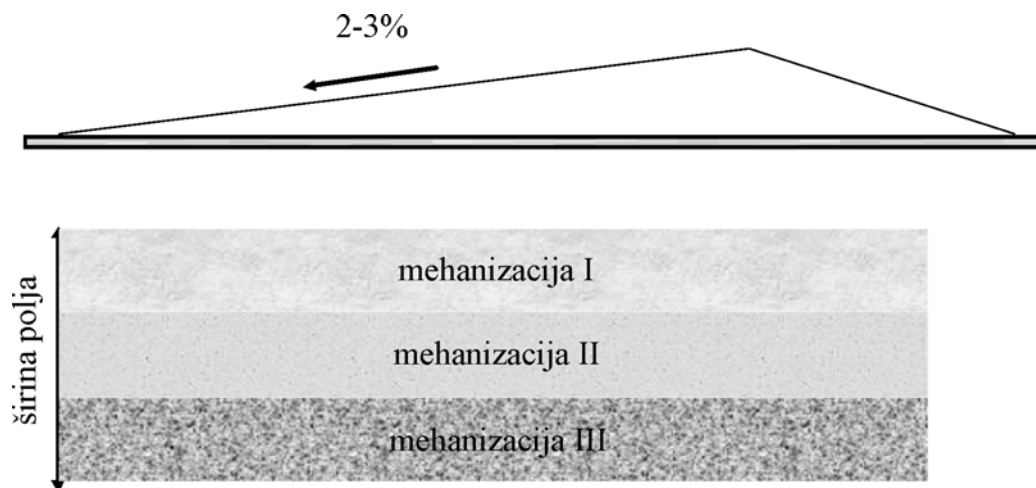 2-3%
mehanizacija I
mehanizacija II
mehanizacija III
širina polja